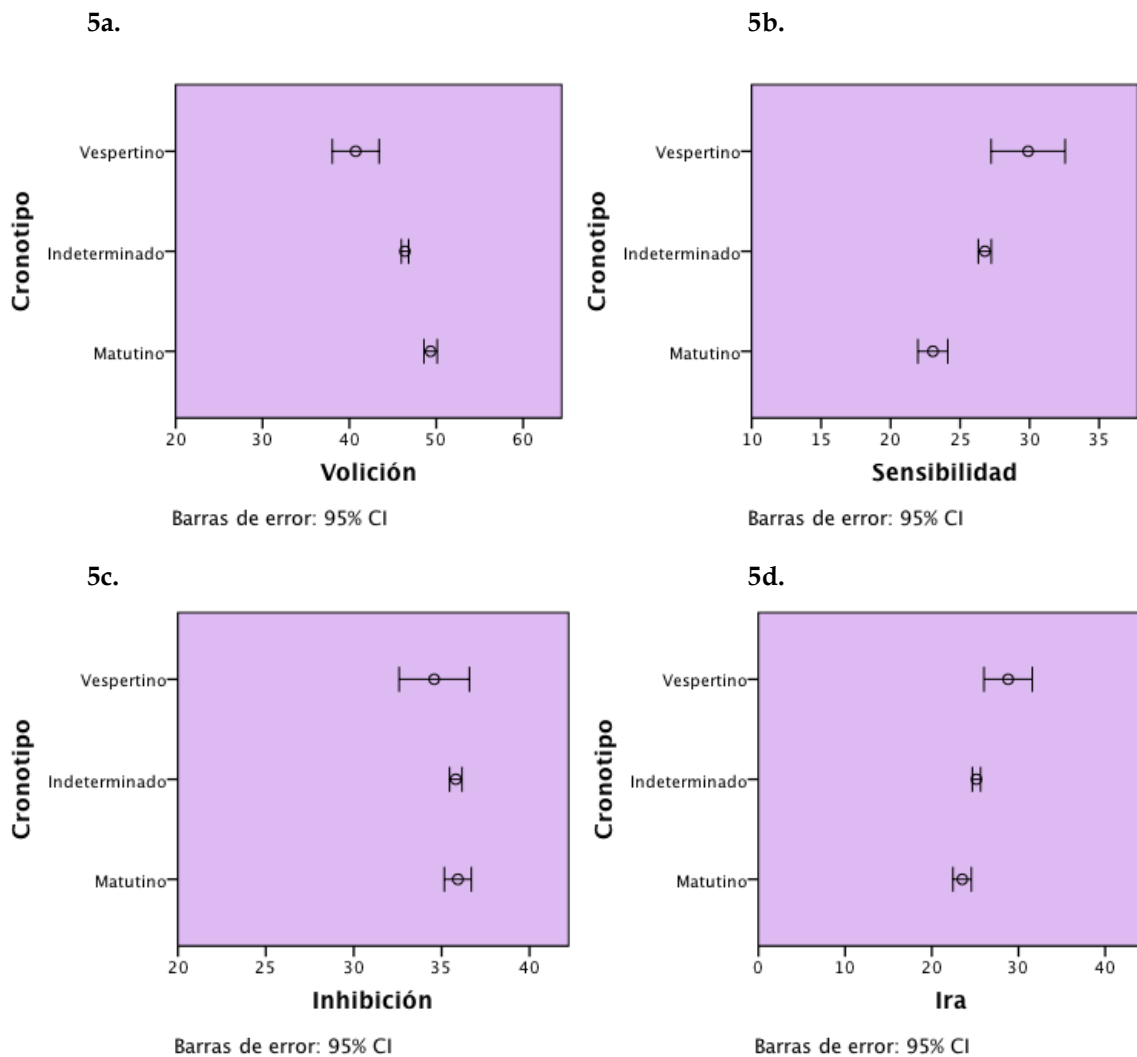 5a.
Cronotipo
Vespertino
Indeterminado
Matutino
20 30 40 50 60
Volición
Barras de error: 95% CI
5b.
Cronotipo
Vespertino
Indeterminado
Matutino
10 15 20 25 30 35
Sensibilidad
Barras de error: 95% CI
5c.
Cronotipo
Vespertino
Indeterminado
Matutino
20 25 30 35 40
Inhibición
Barras de error: 95% CI
5d.
Cronotipo
Vespertino
Indeterminado
Matutino
0 10 20 30 40
Ira
Barras de error: 95% CI